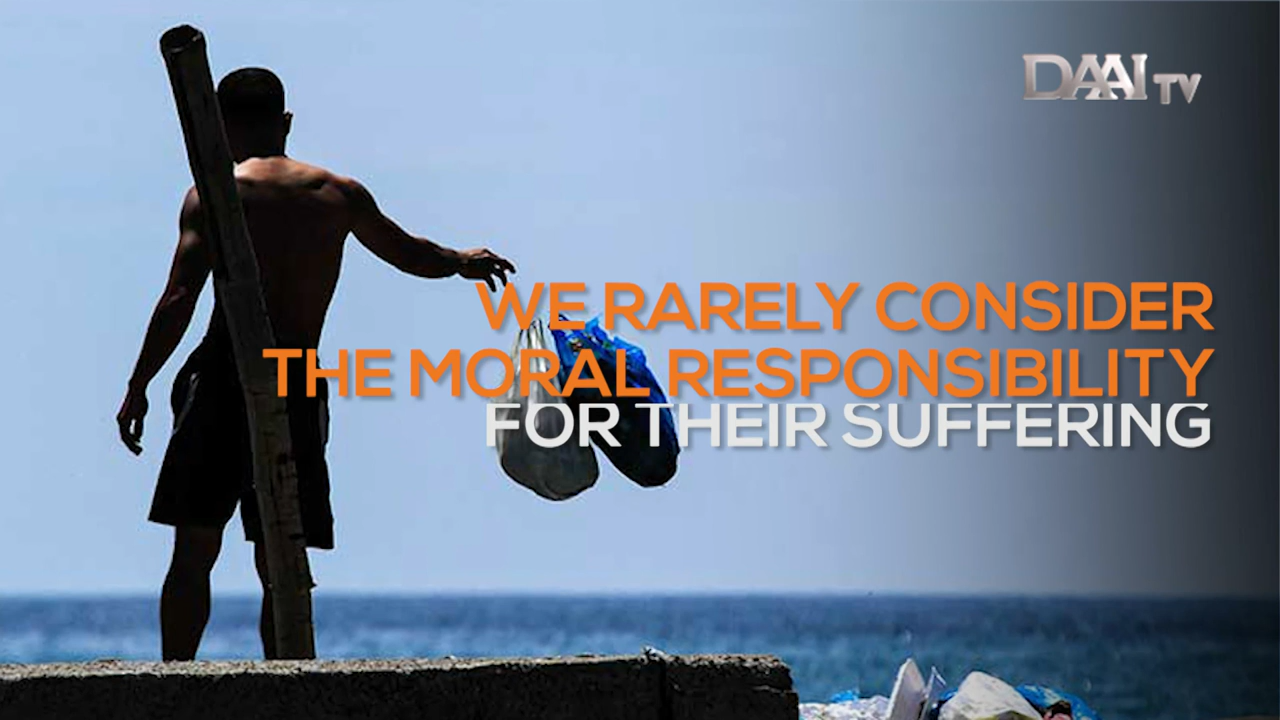 DAAI TV
WE RARELY CONSIDER
THE MORAL RESPONSIBILITY
FOR THEIR SUFFERING